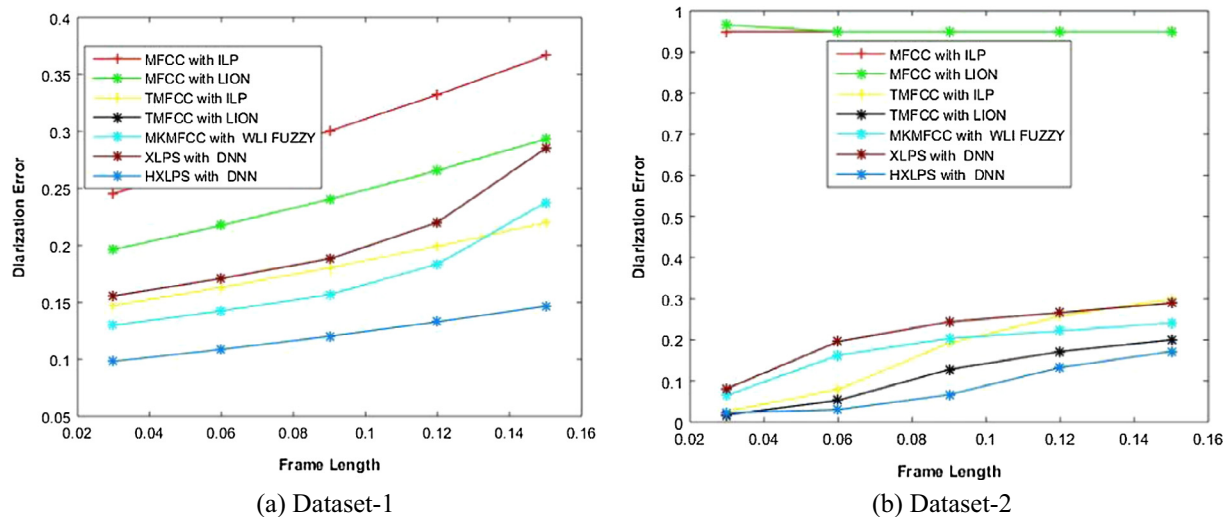 0.4
0.35
0.3
0.25
0.2
0.15
0.1
0.05
Diarization Error
MFCC with ILP
MFCC with LION
TMFCC with ILP
TMFCC with LION
MKMFCC with WLI FUZZY
XLPS with DNN
HXLPS with DNN
0.02 0.04 0.06 0.08 0.1 0.12 0.14 0.16
Frame Length
(a) Dataset-1
1
0.9
0.8
0.7
0.6
0.5
0.4
0.3
0.2
0.1
0
Diarization Error
MFCC with ILP
MFCC with LION
TMFCC with ILP
TMFCC with LION
MKMFCC with WLI FUZZY
XLPS with DNN
HXLPS with DNN
0.02 0.04 0.06 0.08 0.1 0.12 0.14 0.16
Frame Length
(b) Dataset-2